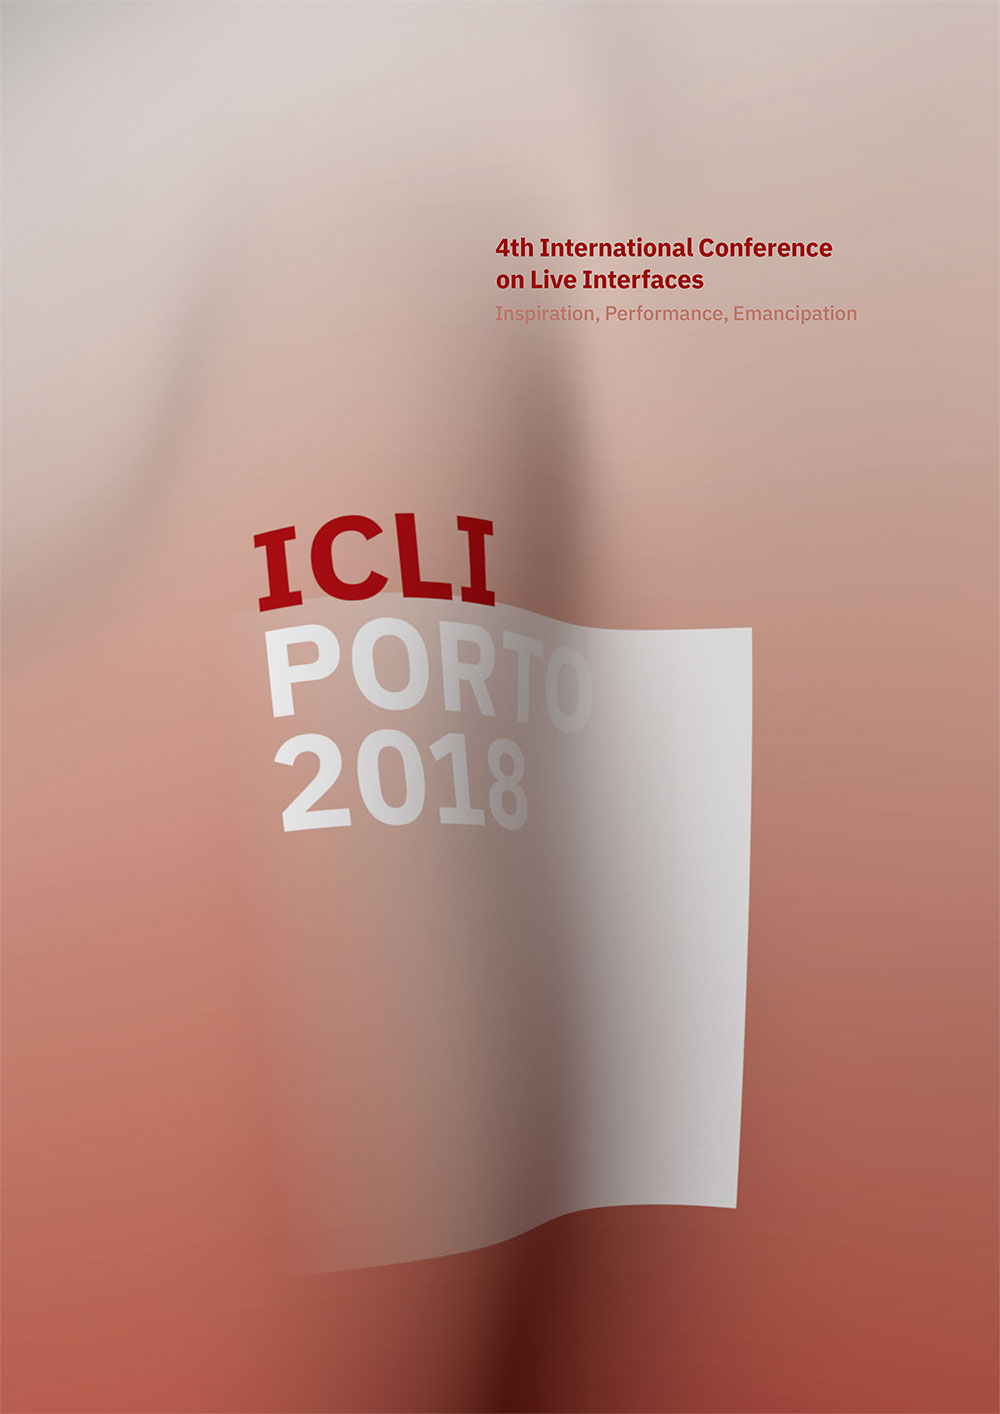 4th International Conference
on Live Interfaces
Inspiration, Performance, Emancipation
ICLI
PORTO
2018